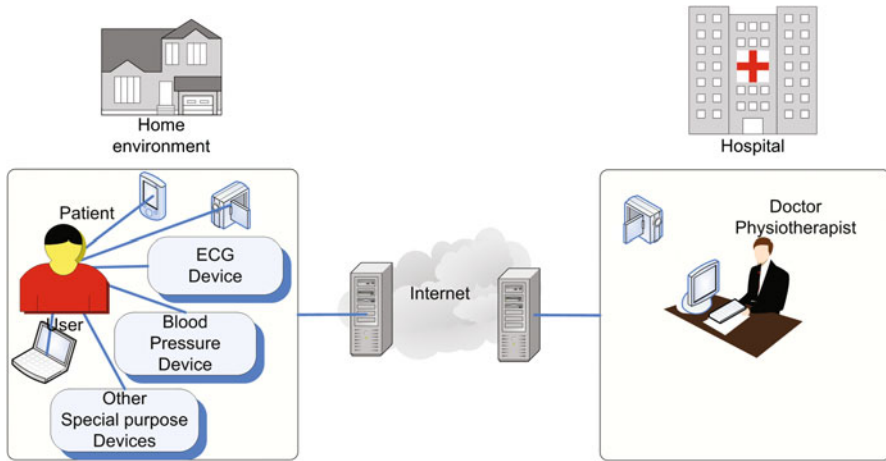 Home
environment
Hospital
Patient
ECG
Device
User
Blood
Pressure
Device
Other
Special purpose
Devices
Internet
Doctor
Physiotherapist